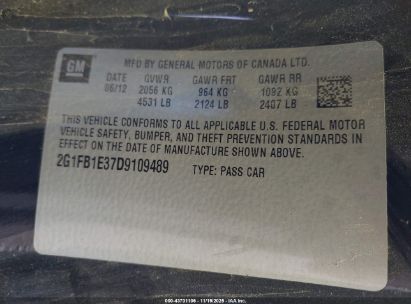 GM
MFD BY GENERAL MOTORS OF CANADA LTD.
DATE GVWR GAWR FRT GAWR RR
06/12 2056 KG 964 KG 1092 KG
4531 LB 2124 LB 2407 LB
THIS VEHICLE CONFORMS TO ALL APPLICABLE U.S. FEDERAL MOTOR
VEHICLE SAFETY, BUMPER, AND THEFT PREVENTION STANDARDS IN
EFFECT ON THE DATE OF MANUFACTURE SHOWN ABOVE.
2G1FB1E37D9109489 TYPE: PASS CAR